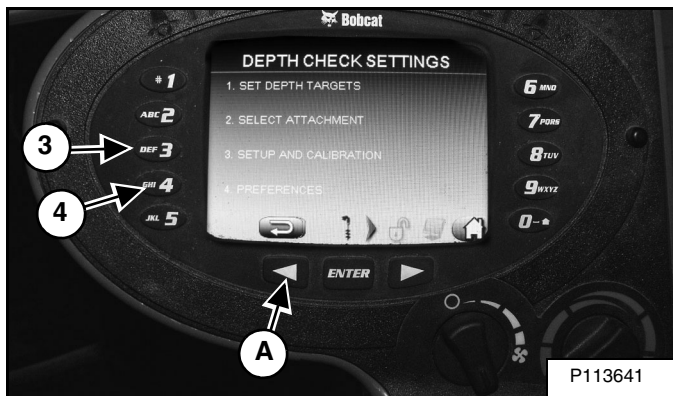 Bobcat
DEPTH CHECK SETTINGS
1. SET DEPTH TARGETS
2. SELECT ATTACHMENT
3. SETUP AND CALIBRATION
4. PREFERENCES
# 1
ABC 2
DEF 3
GHI 4
JKL 5
6 MNO
7 PQRS
8 TUV
9 WXYZ
0
ENTER
3
4
A
P113641